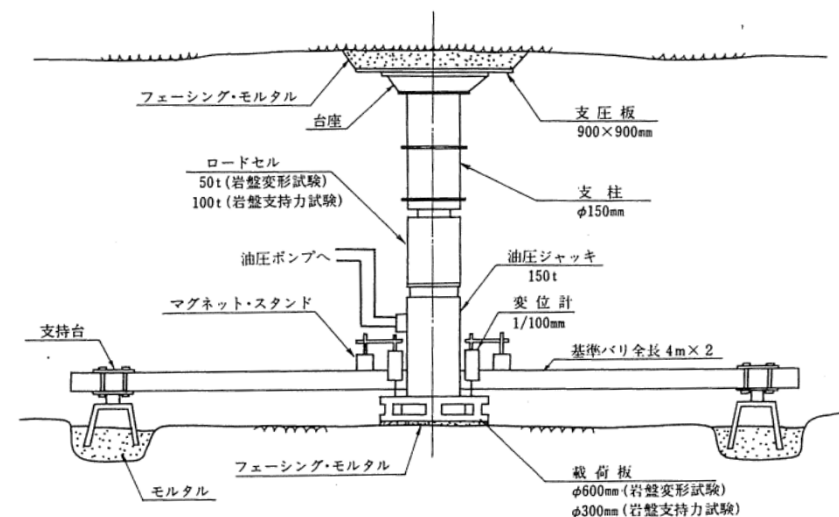 フェーシング・モルタル
台座
支圧板
900×900mm
ロードセル
50t(岩盤変形試験)
100t(岩盤支持力試験)
支柱
φ150mm
油圧ポンプへ
油圧ジャッキ
150t
マグネット・スタンド
変位計
1/100mm
支持台
基準バリ全長4m×2
フェーシング・モルタル
モルタル
載荷板
φ600mm(岩盤変形試験)
φ300mm(岩盤支持力試験)